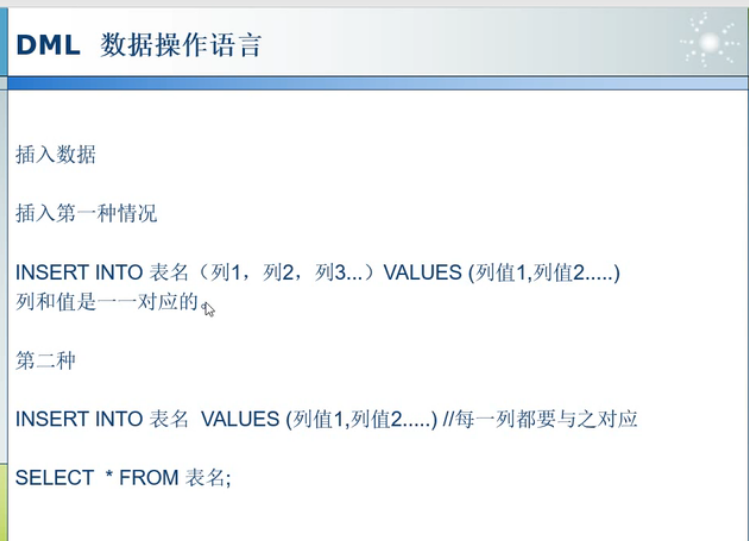 DML 数据操作语言
插入数据
插入第一种情况
INSERT INTO 表名（列1，列2，列3...）VALUES (列值1,列值2.....)
列和值是一一对应的。
第二种
INSERT INTO 表名 VALUES (列值1,列值2.....) //每一列都要与之对应
SELECT * FROM 表名;